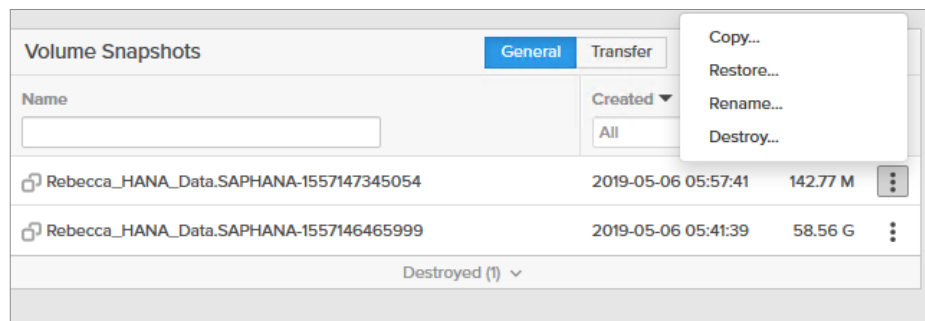 Volume Snapshots General Transfer
Copy...
Restore...
Rename...
Destroy...
Name Created
All
Rebecca_HANA_Data.SAPHANA-1557147345054 2019-05-06 05:57:41 142.77 M
Rebecca_HANA_Data.SAPHANA-1557146465999 2019-05-06 05:41:39 58.56 G
Destroyed (1)